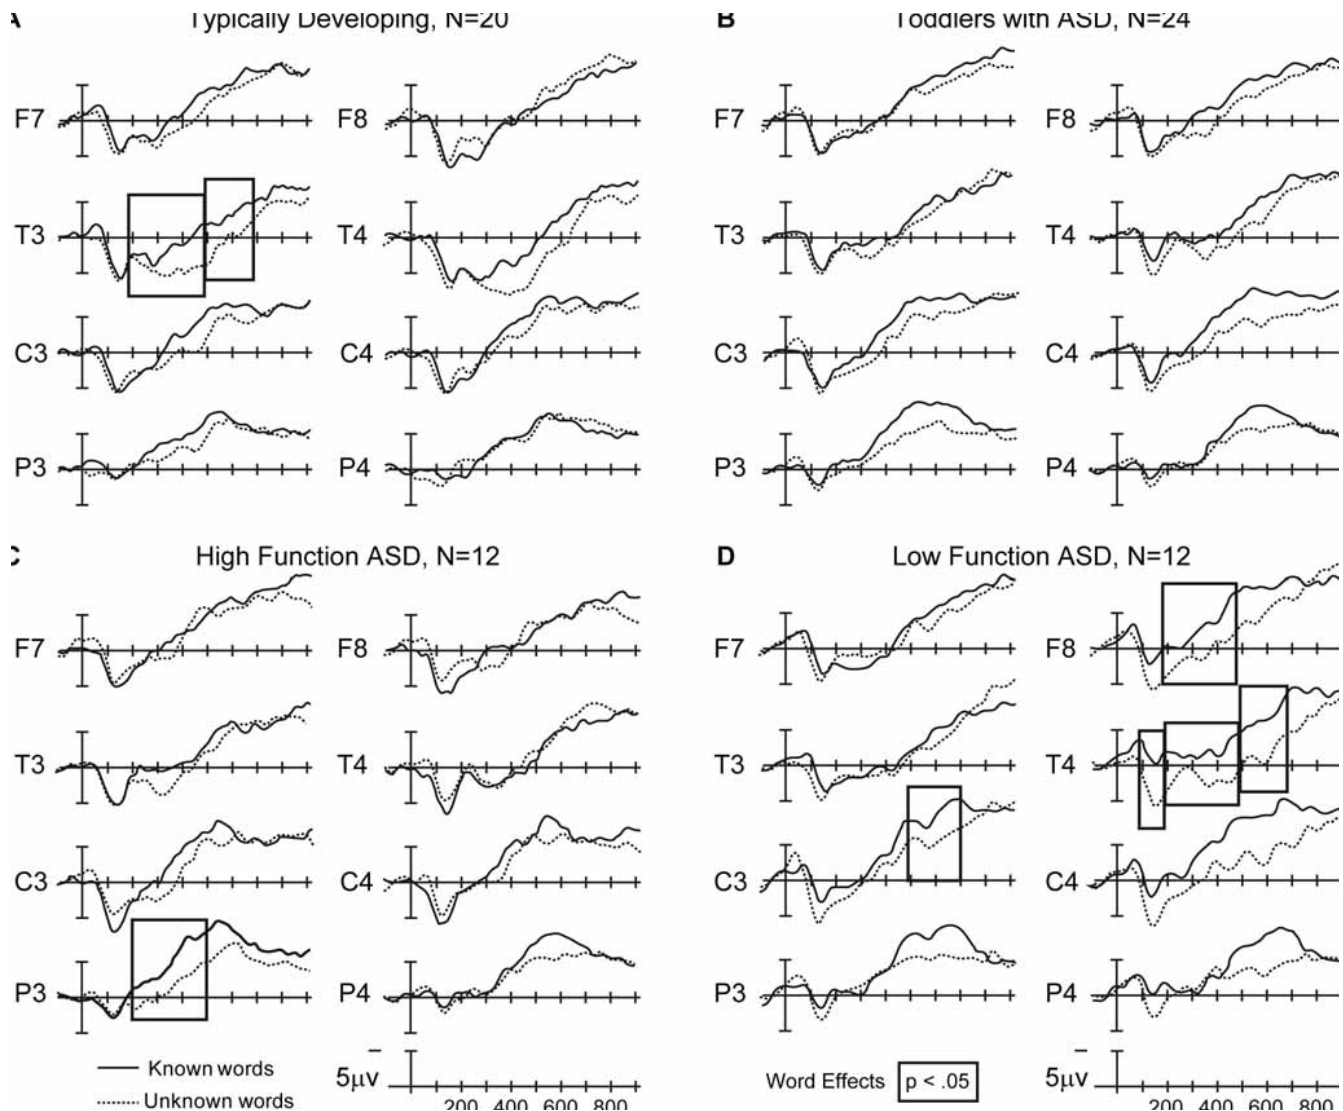 A Typically Developing, N=20 B Toddlers with ASD, N=24
F7 F8 F7 F8
T3 T4 T3 T4
C3 C4 C3 C4
P3 P4 P3 P4
C High Function ASD, N=12 D Low Function ASD, N=12
F7 F8 F7 F8
T3 T4 T3 T4
C3 C4 C3 C4
P3 P4 P3 P4
Known words 5μv – Word Effects p < .05 5μv –
Unknown words 200 400 600 800 200 400 600 800